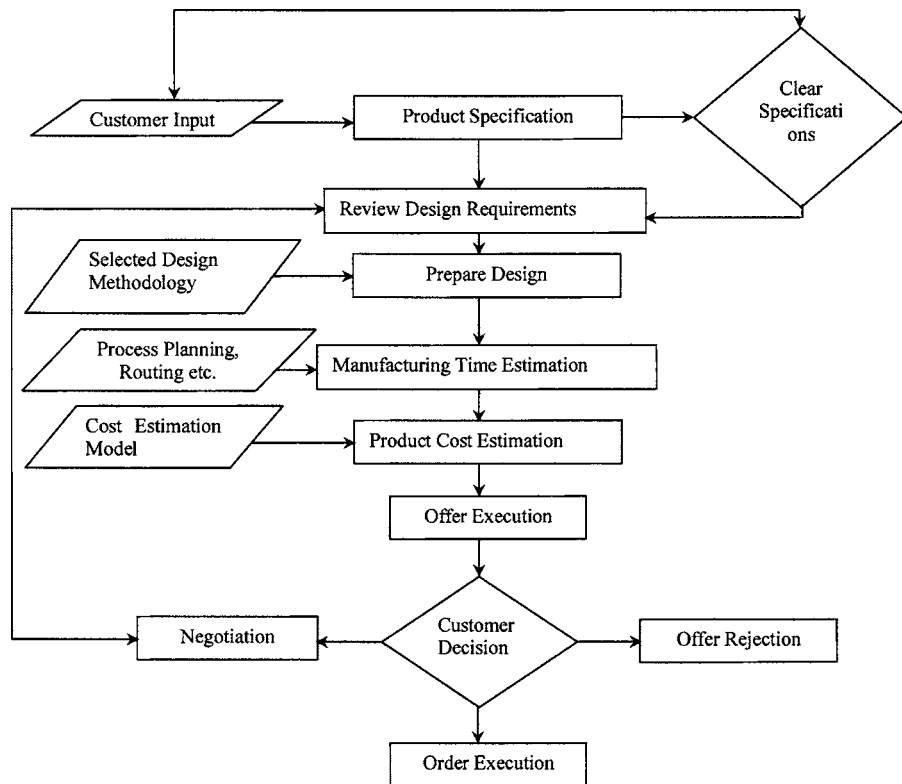 Clear
Specificati
ons
Customer Input
Product Specification
Review Design Requirements
Selected Design
Methodology
Prepare Design
Process Planning,
Routing etc.
Manufacturing Time Estimation
Cost Estimation
Model
Product Cost Estimation
Offer Execution
Customer
Decision
Negotiation
Offer Rejection
Order Execution